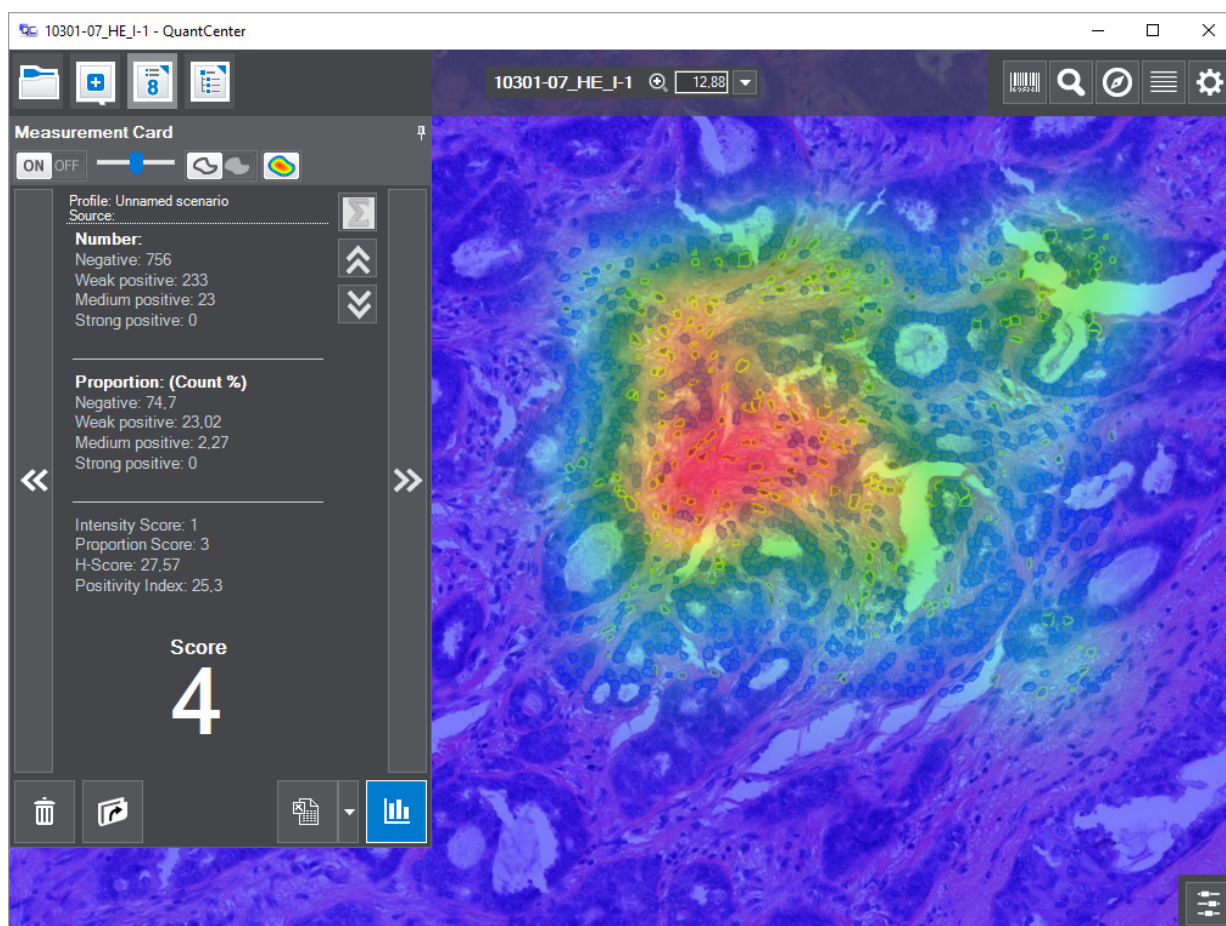 10301-07_HE_I-1 - QuantCenter
8
10301-07_HE_I-1 12,88
Measurement Card
ON OFF
Profile: Unnamed scenario
Source:
Number:
Negative: 756
Weak positive: 233
Medium positive: 23
Strong positive: 0
Proportion: (Count %)
Negative: 74,7
Weak positive: 23,02
Medium positive: 2,27
Strong positive: 0
Intensity Score: 1
Proportion Score: 3
H-Score: 27,57
Positivity Index: 25,3
Score
4